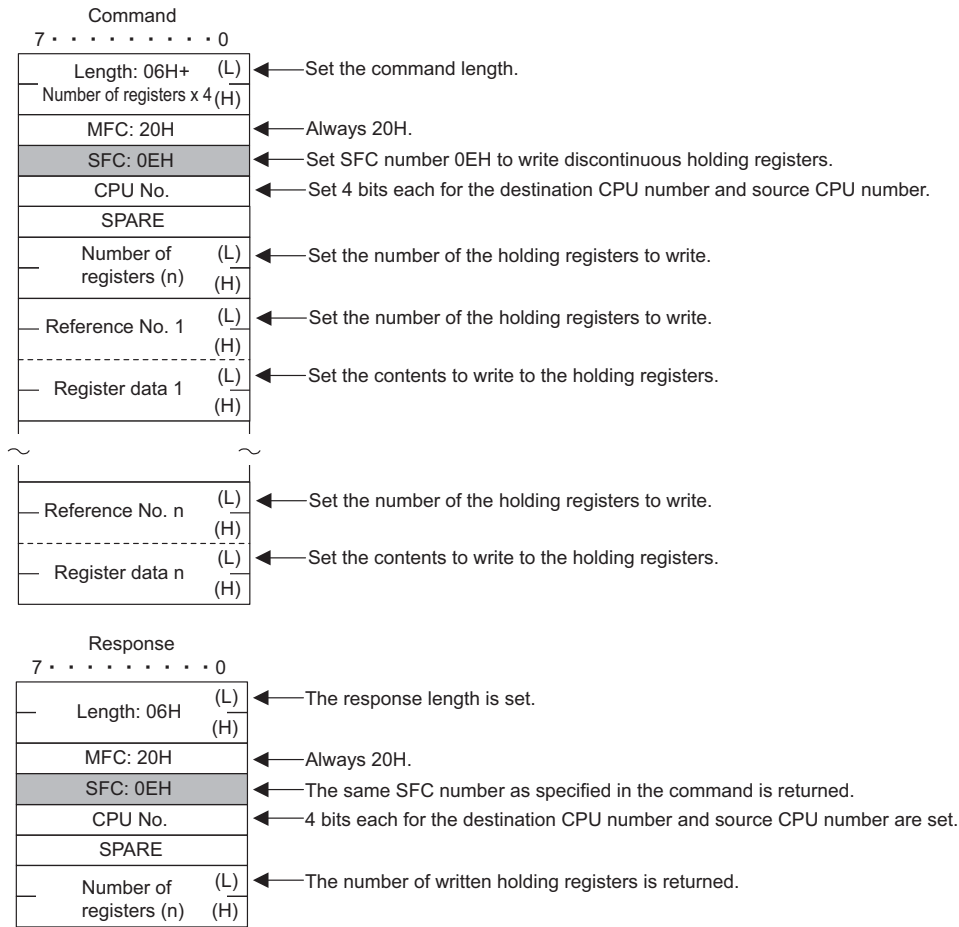 Command
7 · · · · · · · · · 0
Length: 06H+ (L)
Number of registers x 4 (H)
Set the command length.
MFC: 20H
Always 20H.
SFC: 0EH
Set SFC number 0EH to write discontinuous holding registers.
CPU No.
Set 4 bits each for the destination CPU number and source CPU number.
SPARE
Number of (L)
registers (n) (H)
Set the number of the holding registers to write.
Reference No. 1 (L)
(H)
Set the number of the holding registers to write.
Register data 1 (L)
(H)
Set the contents to write to the holding registers.
Reference No. n (L)
(H)
Set the number of the holding registers to write.
Register data n (L)
(H)
Set the contents to write to the holding registers.
Response
7 · · · · · · · · · 0
Length: 06H (L)
(H)
The response length is set.
MFC: 20H
Always 20H.
SFC: 0EH
The same SFC number as specified in the command is returned.
CPU No.
4 bits each for the destination CPU number and source CPU number are set.
SPARE
Number of (L)
registers (n) (H)
The number of written holding registers is returned.